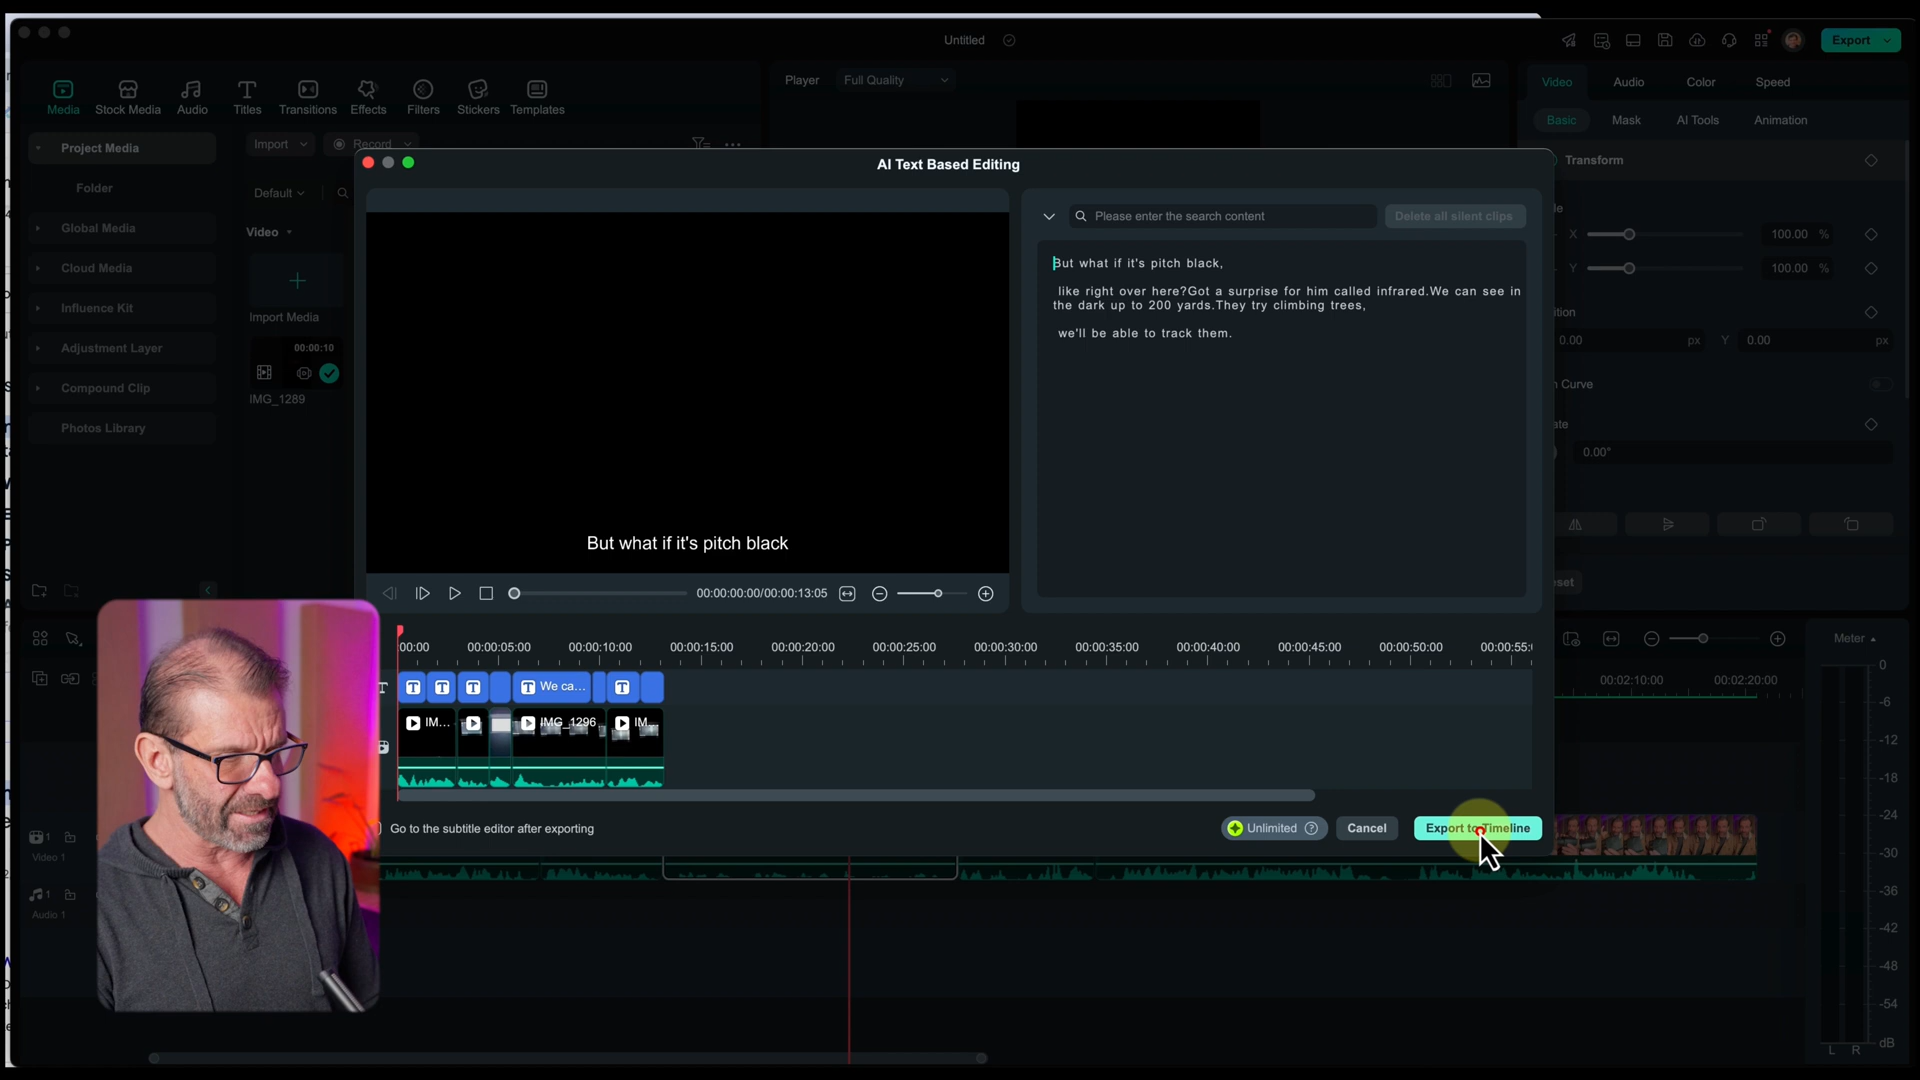 Untitled
Export
Media
Stock Media
Audio
Titles
Transitions
Effects
Filters
Stickers
Templates
Player
Full Quality
Video
Audio
Color
Speed
Basic
Mask
AI Tools
Animation
Project Media
Folder
Global Media
Cloud Media
Influence Kit
Adjustment Layer
Compound Clip
Photos Library
Import
Record
Default
Video
Import Media
00:00:10
IMG_1289
AI Text Based Editing
Please enter the search content
Delete all silent clips
But what if it's pitch black,
like right over here?Got a surprise for him called infrared.We can see in
the dark up to 200 yards.They try climbing trees,
we'll be able to track them.
But what if it's pitch black
00:00:00:00/00:00:13:05
00:00
00:00:05:00
00:00:10:00
00:00:15:00
00:00:20:00
00:00:25:00
00:00:30:00
00:00:35:00
00:00:40:00
00:00:45:00
00:00:50:00
00:00:55:
T
T
T
T
We ca...
T
IM...
IMG_1296
IM...
Go to the subtitle editor after exporting
Unlimited
Cancel
Export to Timeline
Transform
X
100.00
%
Y
100.00
%
0.00
px
Y
0.00
px
Curve
0.00°
Meter
00:02:10:00
00:02:20:00
0
-6
-12
-18
-24
-30
-36
-42
-48
-54
dB
L
R
1
Video 1
1
Audio 1